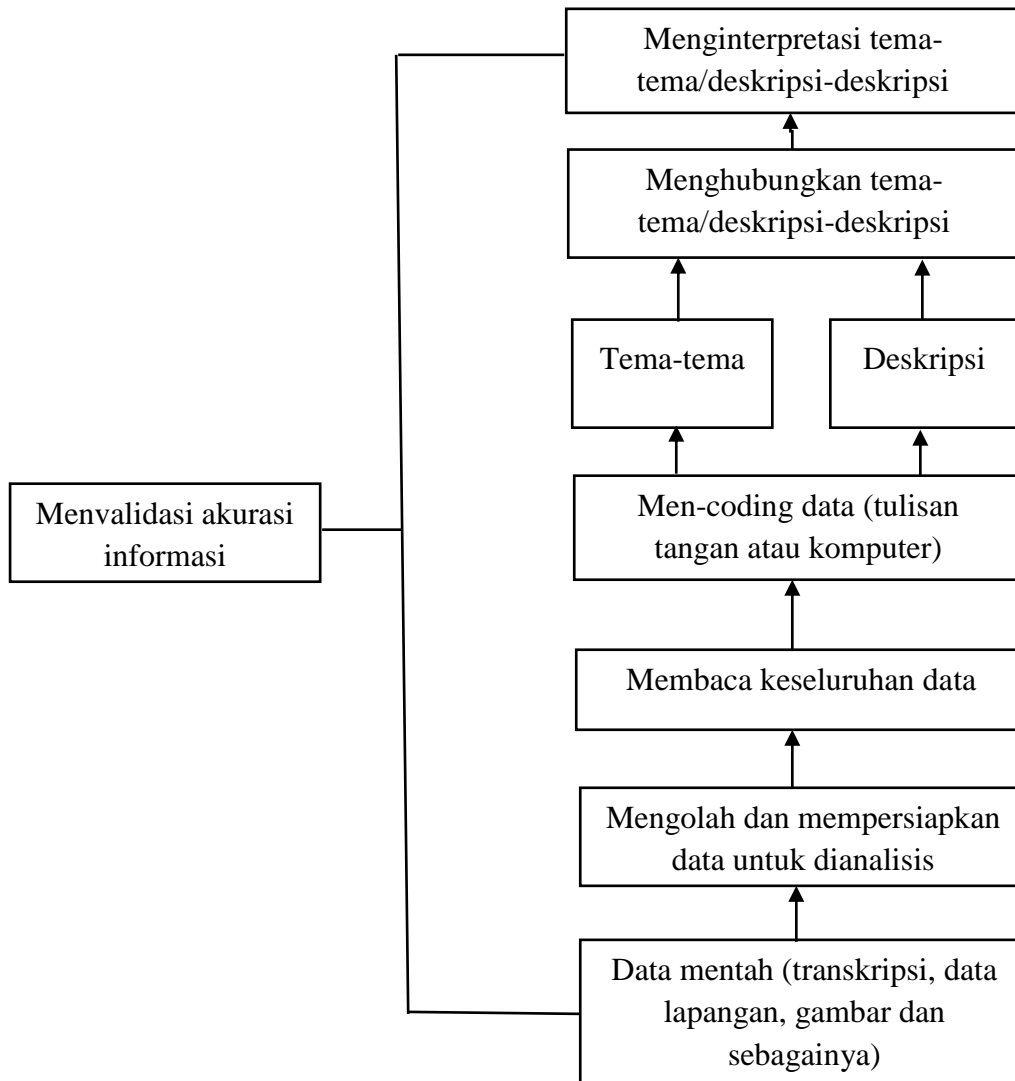 Menginterpretasi tema-
tema/deskripsi-deskripsi
Menghubungkan tema-
tema/deskripsi-deskripsi
Tema-tema
Deskripsi
Menvalidasi akurasi
informasi
Men-coding data (tulisan
tangan atau komputer)
Membaca keseluruhan data
Mengolah dan mempersiapkan
data untuk dianalisis
Data mentah (transkripsi, data
lapangan, gambar dan
sebagainya)